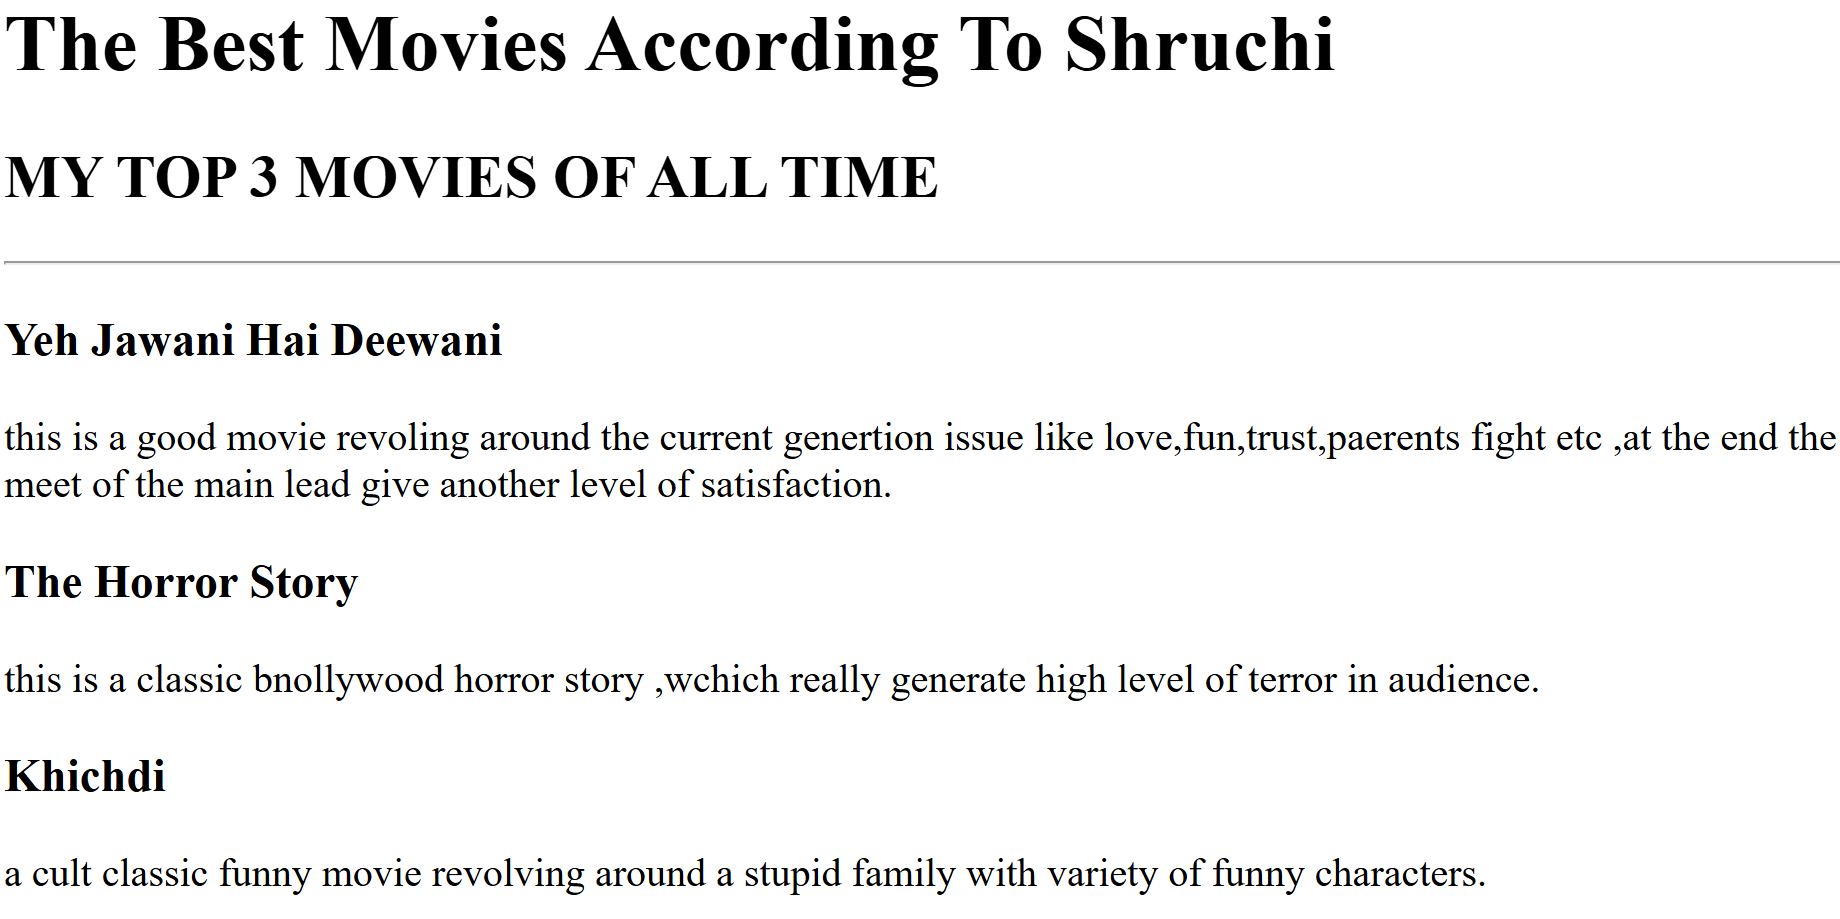 The Best Movies According To Shruchi
MY TOP 3 MOVIES OF ALL TIME
Yeh Jawani Hai Deewani
this is a good movie revoling around the current genertion issue like love,fun,trust,paerents fight etc ,at the end the
meet of the main lead give another level of satisfaction.
The Horror Story
this is a classic bnollywood horror story ,wchich really generate high level of terror in audience.
Khichdi
a cult classic funny movie revolving around a stupid family with variety of funny characters.